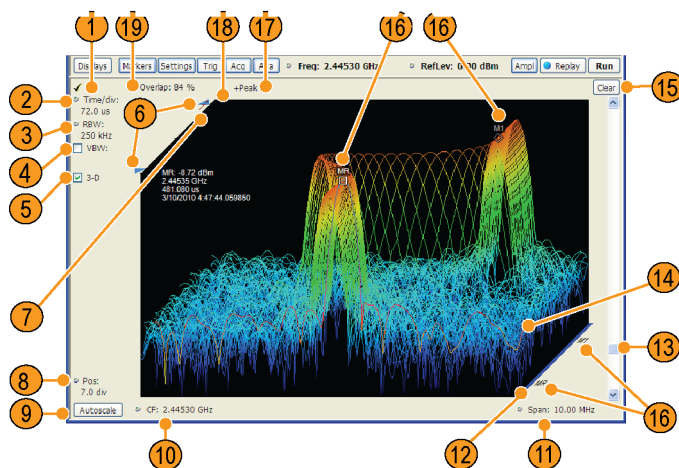 1 19 18 17 16 16
Displays Markers Settings Trig Acq Freq: 2.44530 GHz RefLev: 0.00 dBm Ampl Replay Run
Overlap: 84 % +Peak Clear
15
2 Time/div:
72.0 us
6
3 RBW:
250 kHz
4 VBW:
5 3-D
M1
MR
MR: -8.72 dBm
2.44535 GHz
481.080 us
3/10/2010 4:47:44.059850
7
14
13
M1
MR
16
8 Pos:
7.0 div
9 Autoscale
CF: 2.44530 GHz
Span: 10.00 MHz
10 12 11